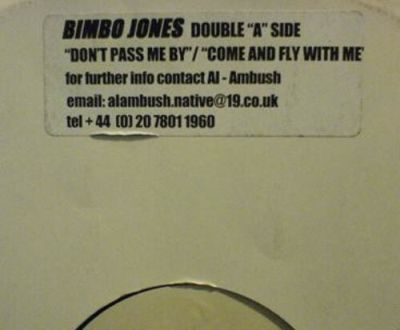 BIMBO JONES DOUBLE "A" SIDE
"DON'T PASS ME BY"/ "COME AND FLY WITH ME'
for further info contact Al - Ambush
email: alambush.native@19.co.uk
tel + 44 (0) 20 7801 1960